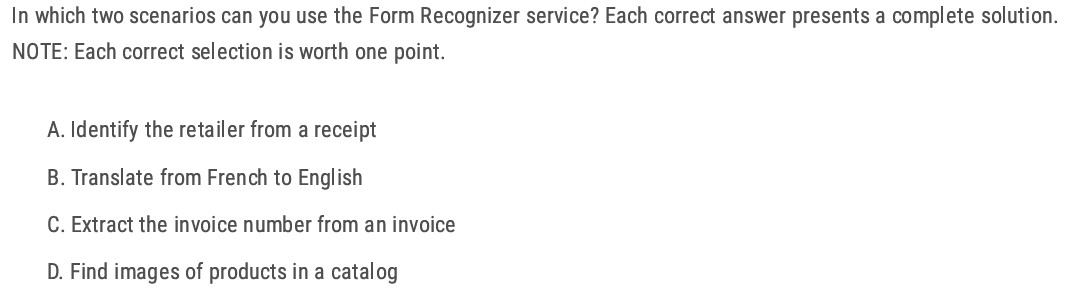 In which two scenarios can you use the Form Recognizer service? Each correct answer presents a complete solution.
NOTE: Each correct selection is worth one point.
A. Identify the retailer from a receipt
B. Translate from French to English
C. Extract the invoice number from an invoice
D. Find images of products in a catalog